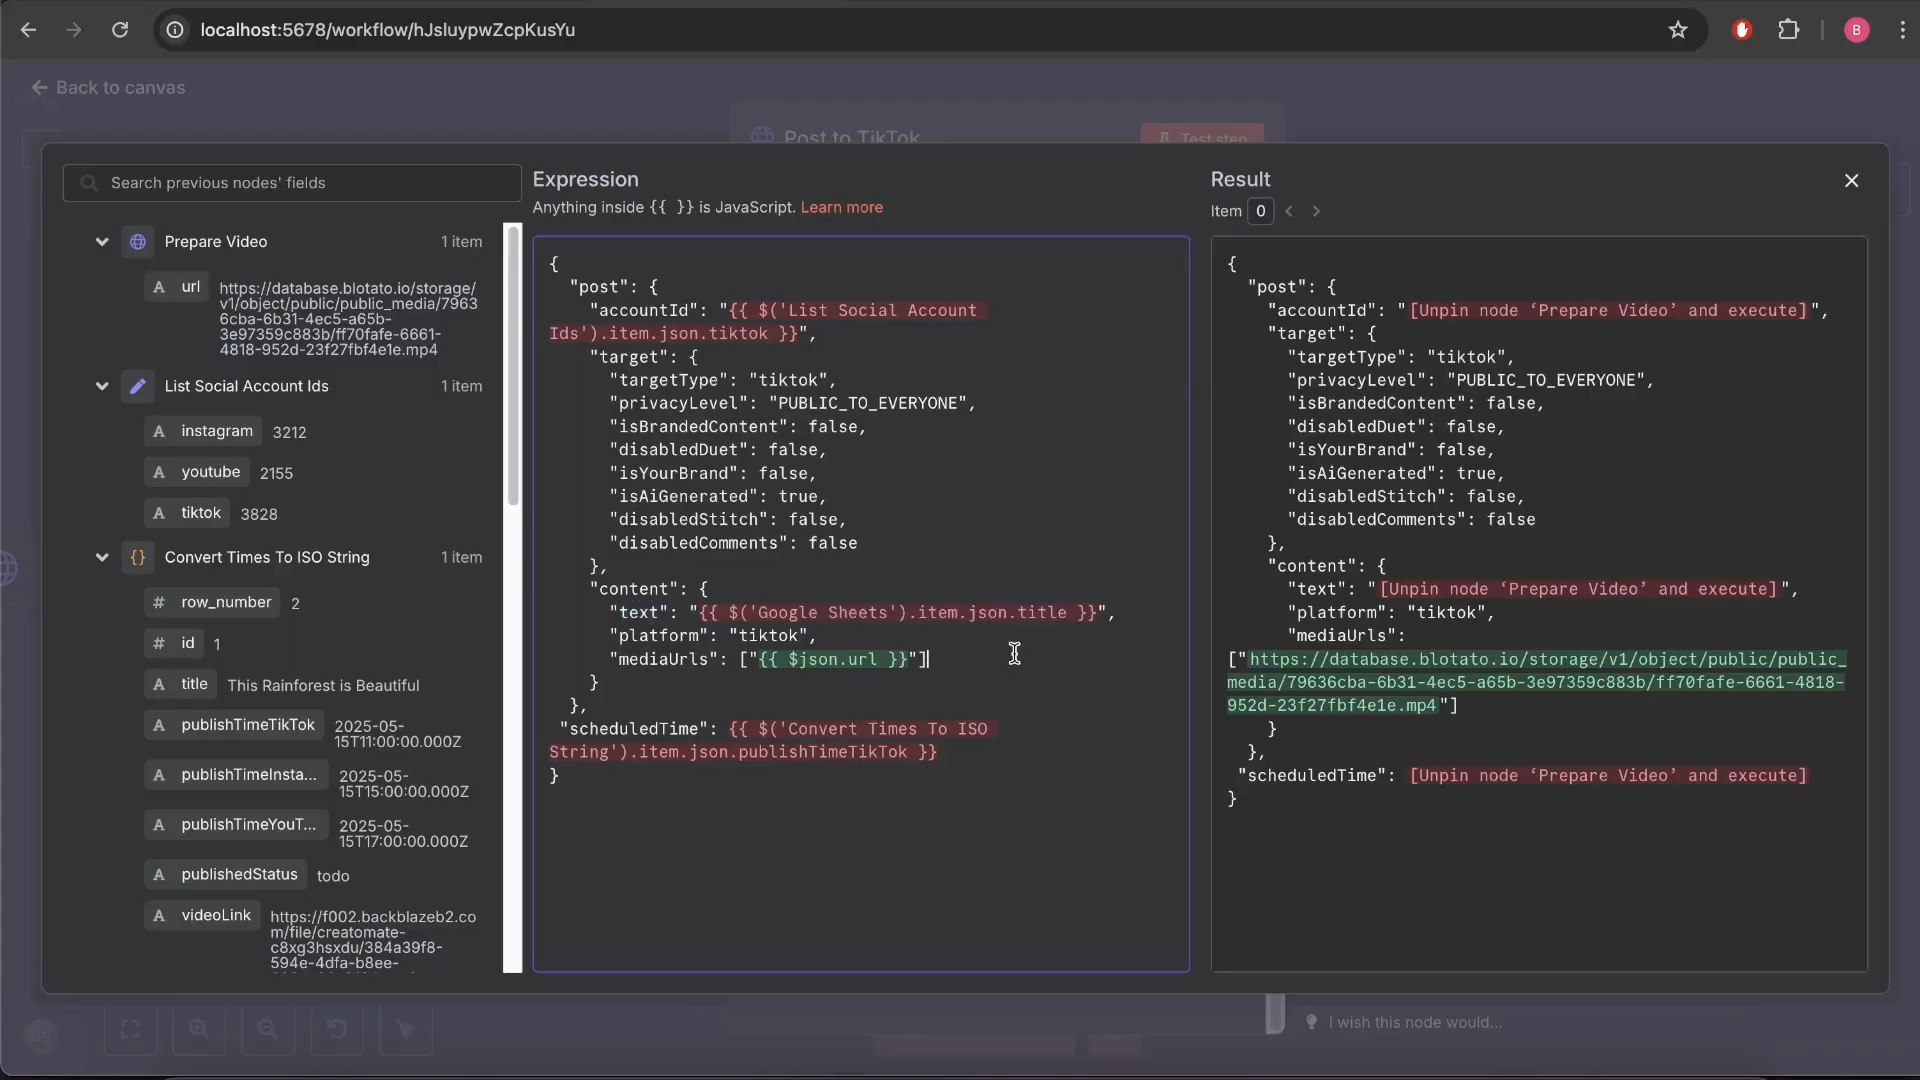 localhost:5678/workflow/hJsluypwZcpKusYu
B
Back to canvas
Post to TikTok
Test step
Search previous nodes' fields
Prepare Video
1 item
A url
https://database.blotato.io/storage/
v1/object/public/public_media/7963
6cba-6b31-4ec5-a65b-
3e97359c883b/ff70fafe-6661-
4818-952d-23f27fbf4e1e.mp4
List Social Account Ids
1 item
A instagram 3212
A youtube 2155
A tiktok 3828
{} Convert Times To ISO String
1 item
# row_number 2
# id 1
A title This Rainforest is Beautiful
A publishTimeTikTok 2025-05-
15T11:00:00.000Z
A publishTimeInsta... 2025-05-
15T15:00:00.000Z
A publishTimeYouT... 2025-05-
15T17:00:00.000Z
A publishedStatus todo
A videoLink https://f002.backblazeb2.co
m/file/creatomate-
c8xg3hsxdu/384a39f8-
594e-4dfa-b8ee-
Expression
Anything inside {{ }} is JavaScript. Learn more
{
"post": {
"accountId": "{{ $('List Social Account
Ids').item.json.tiktok }}",
"target": {
"targetType": "tiktok",
"privacyLevel": "PUBLIC_TO_EVERYONE",
"isBrandedContent": false,
"disabledDuet": false,
"isYourBrand": false,
"isAiGenerated": true,
"disabledStitch": false,
"disabledComments": false
},
"content": {
"text": "{{ $('Google Sheets').item.json.title }}",
"platform": "tiktok",
"mediaUrls": ["{{ $json.url }}"]
}
},
"scheduledTime": {{ $('Convert Times To ISO
String').item.json.publishTimeTikTok }}
}
Result
Item 0
{
"post": {
"accountId": "[Unpin node ‘Prepare Video’ and execute]",
"target": {
"targetType": "tiktok",
"privacyLevel": "PUBLIC_TO_EVERYONE",
"isBrandedContent": false,
"disabledDuet": false,
"isYourBrand": false,
"isAiGenerated": true,
"disabledStitch": false,
"disabledComments": false
},
"content": {
"text": "[Unpin node ‘Prepare Video’ and execute]",
"platform": "tiktok",
"mediaUrls":
["https://database.blotato.io/storage/v1/object/public/public_
media/79636cba-6b31-4ec5-a65b-3e97359c883b/ff70fafe-6661-4818-
952d-23f27fbf4e1e.mp4"]
}
},
"scheduledTime": [Unpin node ‘Prepare Video’ and execute]
}
I wish this node would...